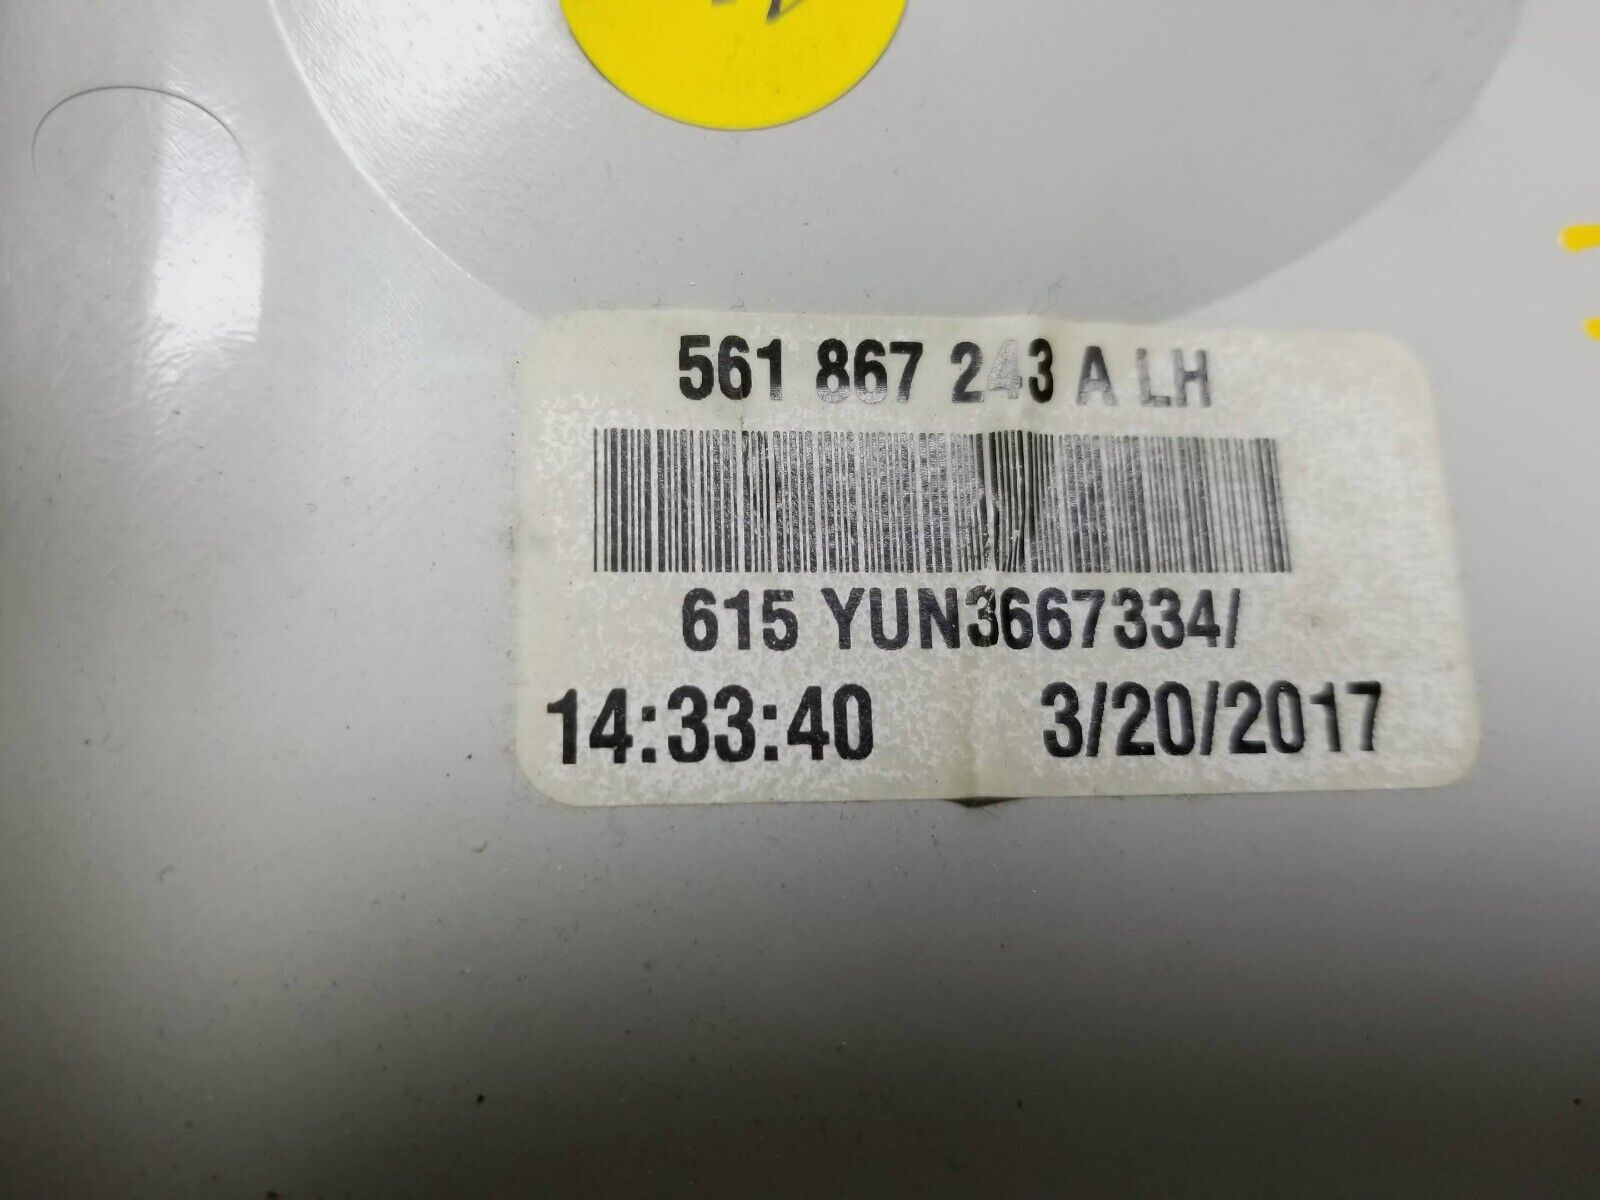 561 867 243 A LH
615 YUN3667334/
14:33:40 3/20/2017